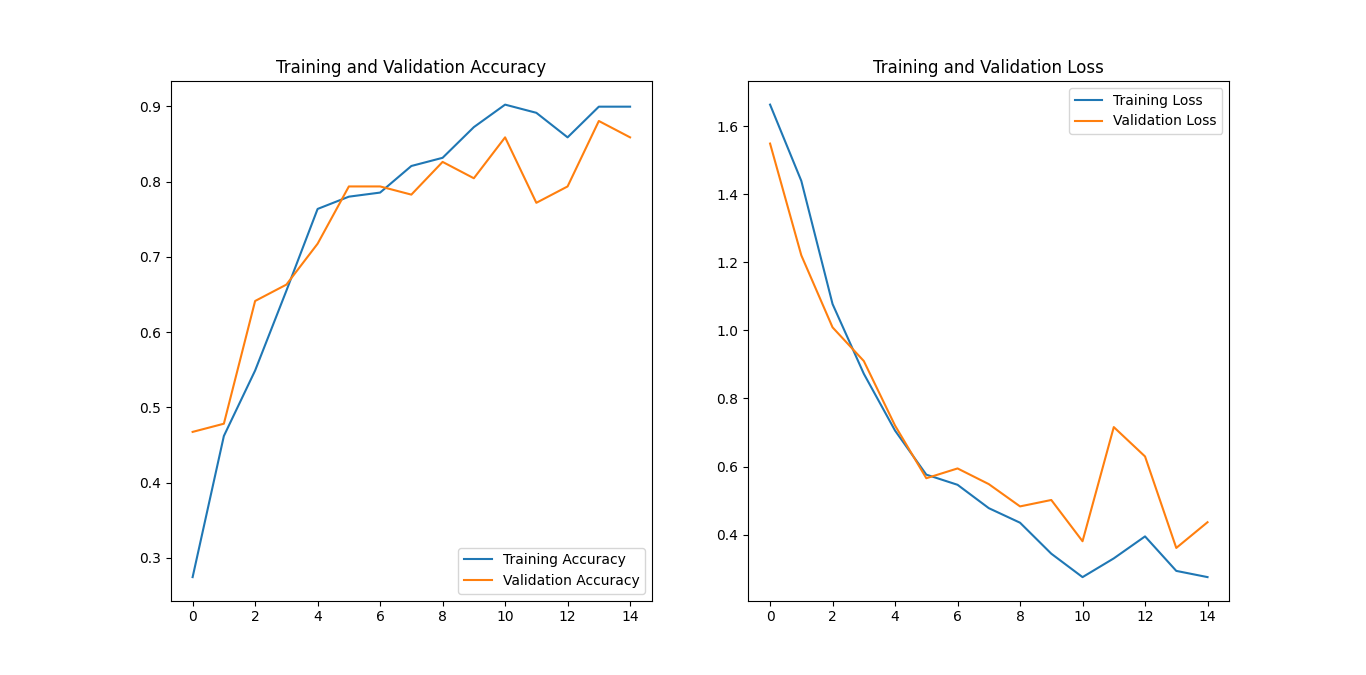 Training and Validation Accuracy
0.9
0.8
0.7
0.6
0.5
0.4
0.3
0 2 4 6 8 10 12 14
Training Accuracy
Validation Accuracy
Training and Validation Loss
1.6
1.4
1.2
1.0
0.8
0.6
0.4
0 2 4 6 8 10 12 14
Training Loss
Validation Loss